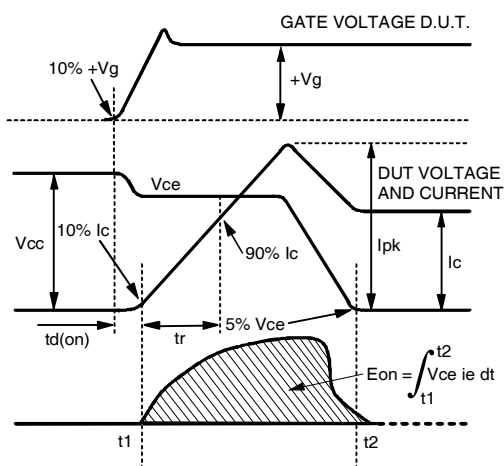 GATE VOLTAGE D.U.T.
10% +Vg
+Vg
Vce
DUT VOLTAGE
AND CURRENT
Vcc
10% Ic
90% Ic
Ipk
Ic
td(on)
tr
5% Vce
Eon = ∫ Vce ie dt
t2
t1
t1
t2